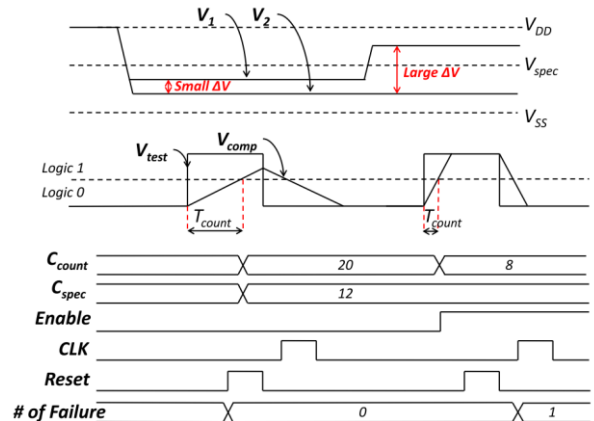 V1 V2 VDD
Vspec
Small ΔV Large ΔV
VSS
Vtest Vcomp
Logic 1
Logic 0
Tcount Tcount
Ccount 20 8
Cspec 12
Enable
CLK
Reset
# of Failure 0 1